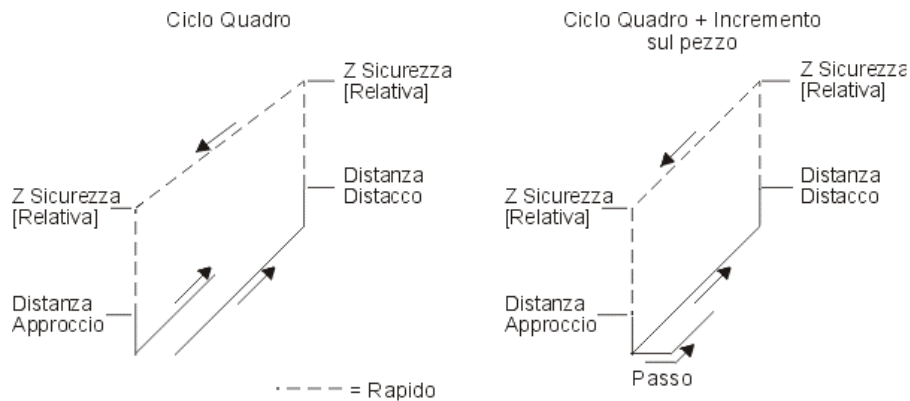 Ciclo Quadro
Z Sicurezza
[Relativa]
Distanza
Distacco
Z Sicurezza
[Relativa]
Distanza
Approccio
Ciclo Quadro + Incremento
sul pezzo
Z Sicurezza
[Relativa]
Distanza
Distacco
Z Sicurezza
[Relativa]
Distanza
Approccio
Passo
= Rapido